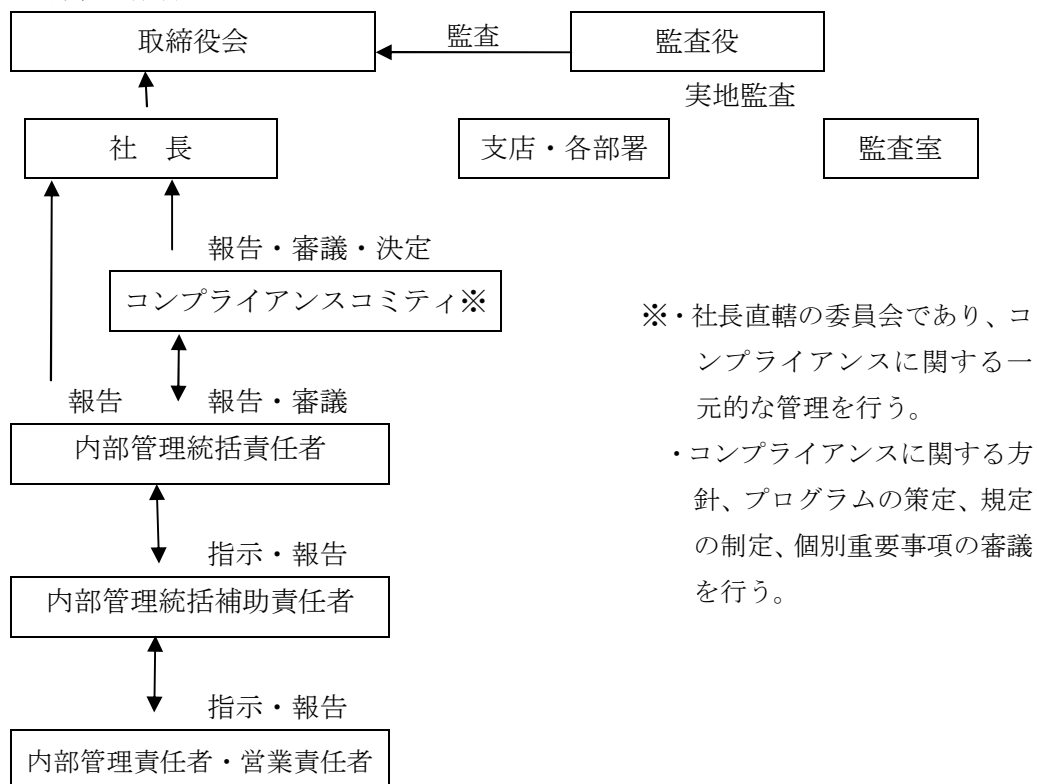 取締役会
監査
監査役
実地監査
社　長
支店・各部署
監査室
報告・審議・決定
コンプライアンスコミティ※
※・社長直轄の委員会であり、コ
ンプライアンスに関する一
元的な管理を行う。
・コンプライアンスに関する方
針、プログラムの策定、規定
の制定、個別重要事項の審議
を行う。
報告
報告・審議
内部管理統括責任者
指示・報告
内部管理統括補助責任者
指示・報告
内部管理責任者・営業責任者